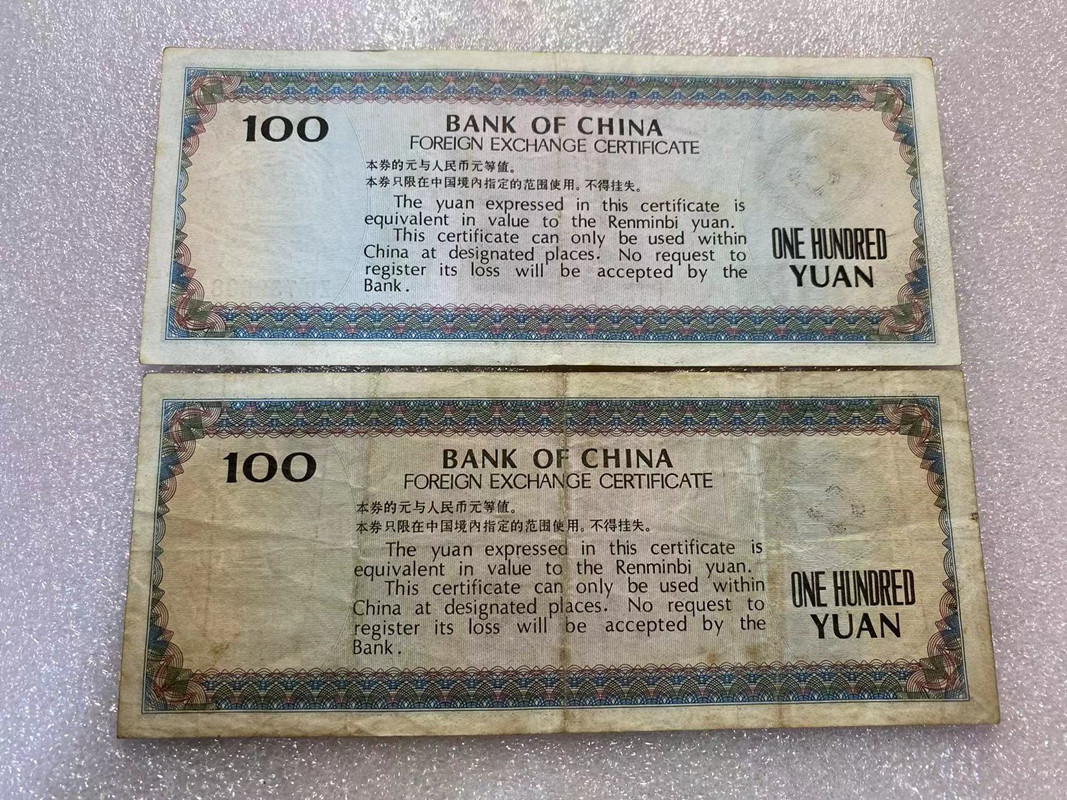 100
BANK OF CHINA
FOREIGN EXCHANGE CERTIFICATE
本券的元与人民币元等值。
本券只限在中国境内指定的范围使用。不得挂失。
The yuan expressed in this certificate is
equivalent in value to the Renminbi yuan.
This certificate can only be used within
China at designated places. No request to
register its loss will be accepted by the
Bank.
ONE HUNDRED
YUAN
100
BANK OF CHINA
FOREIGN EXCHANGE CERTIFICATE
本券的元与人民币元等值。
本券只限在中国境内指定的范围使用。不得挂失。
The yuan expressed in this certificate is
equivalent in value to the Renminbi yuan.
This certificate can only be used within
China at designated places. No request to
register its loss will be accepted by the
Bank.
ONE HUNDRED
YUAN